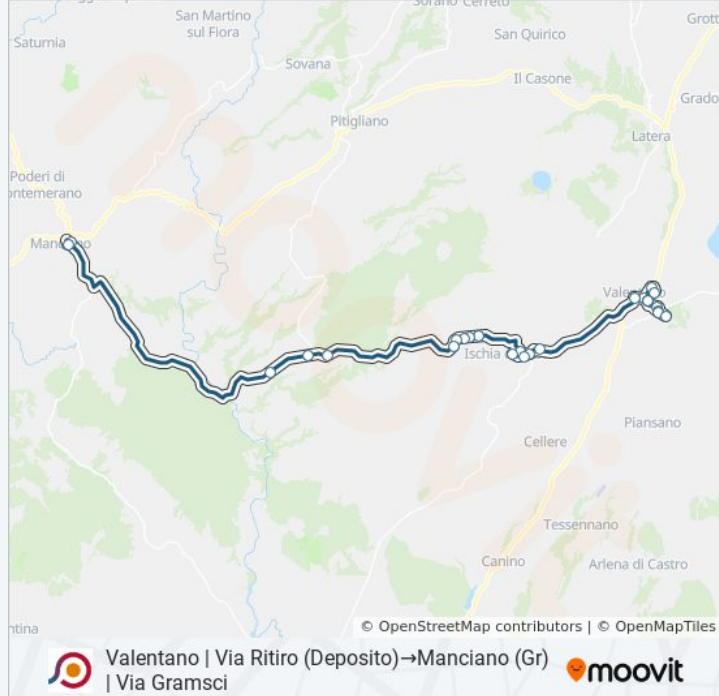 Sorano
San Martino
sul Fiora
Saturnia
San Quirico
Grott
Sovana
Il Casone
Grado
Pitigliano
Latera
Poderi di
ontemerano
Manciano
Valentano
Ischia
Piansano
Cellere
Tessennano
Canino
Arlena di Castro
ntina
© OpenStreetMap contributors | © OpenMapTiles
Valentano | Via Ritiro (Deposito)→Manciano (Gr)
| Via Gramsci
moovit